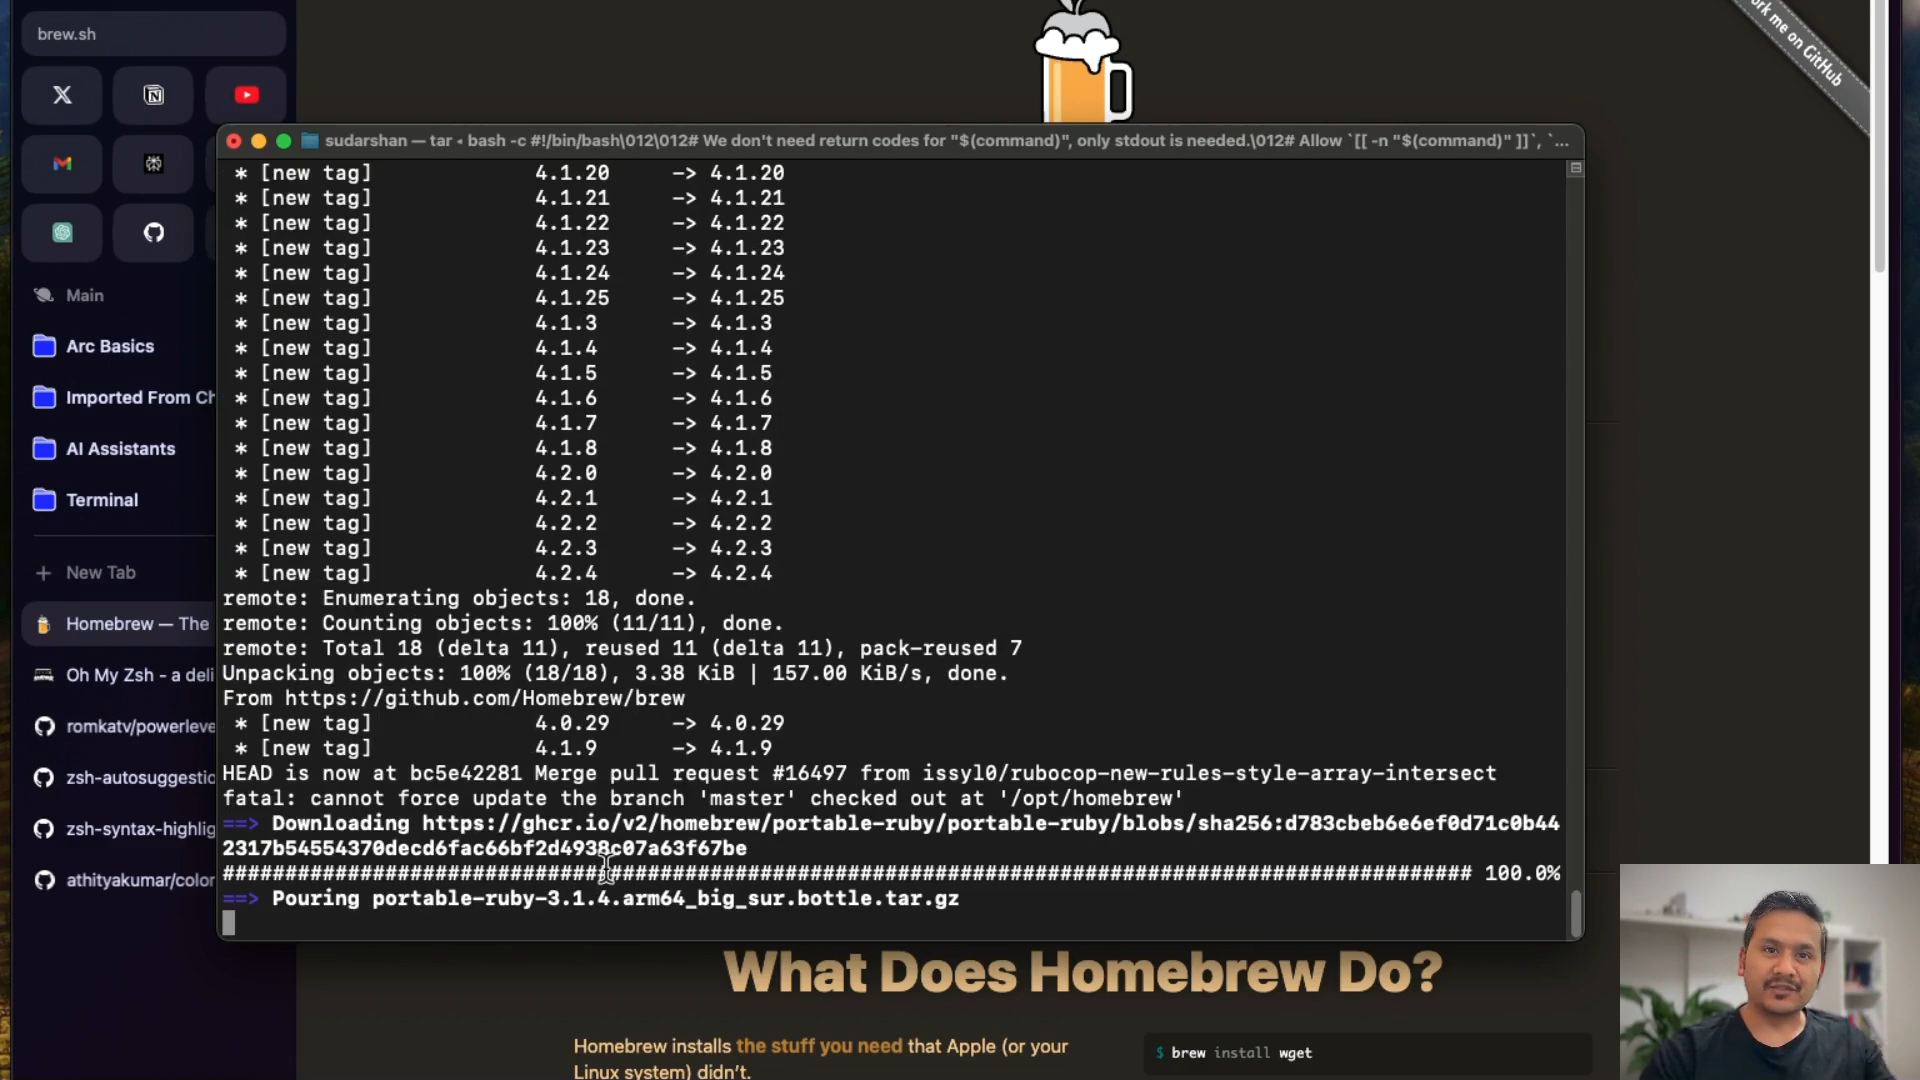 brew.sh
Main
Arc Basics
Imported From Ch
AI Assistants
Terminal
New Tab
Homebrew — The
Oh My Zsh - a deli
romkatv/powerleve
zsh-autosuggestio
zsh-syntax-highlig
athityakumar/color
ork me on GitHub
sudarshan — tar ◂ bash -c #!/bin/bash\012\012# We don't need return codes for "$(command)", only stdout is needed.\012# Allow `[[ -n "$(command)" ]]`, `...
* [new tag] 4.1.20 -> 4.1.20
* [new tag] 4.1.21 -> 4.1.21
* [new tag] 4.1.22 -> 4.1.22
* [new tag] 4.1.23 -> 4.1.23
* [new tag] 4.1.24 -> 4.1.24
* [new tag] 4.1.25 -> 4.1.25
* [new tag] 4.1.3 -> 4.1.3
* [new tag] 4.1.4 -> 4.1.4
* [new tag] 4.1.5 -> 4.1.5
* [new tag] 4.1.6 -> 4.1.6
* [new tag] 4.1.7 -> 4.1.7
* [new tag] 4.1.8 -> 4.1.8
* [new tag] 4.2.0 -> 4.2.0
* [new tag] 4.2.1 -> 4.2.1
* [new tag] 4.2.2 -> 4.2.2
* [new tag] 4.2.3 -> 4.2.3
* [new tag] 4.2.4 -> 4.2.4
remote: Enumerating objects: 18, done.
remote: Counting objects: 100% (11/11), done.
remote: Total 18 (delta 11), reused 11 (delta 11), pack-reused 7
Unpacking objects: 100% (18/18), 3.38 KiB | 157.00 KiB/s, done.
From https://github.com/Homebrew/brew
* [new tag] 4.0.29 -> 4.0.29
* [new tag] 4.1.9 -> 4.1.9
HEAD is now at bc5e42281 Merge pull request #16497 from issyl0/rubocop-new-rules-style-array-intersect
fatal: cannot force update the branch 'master' checked out at '/opt/homebrew'
==> Downloading https://ghcr.io/v2/homebrew/portable-ruby/portable-ruby/blobs/sha256:d783cbeb6e6ef0d71c0b44
2317b54554370decd6fac66bf2d4938c07a63f67be
#################################################################################################### 100.0%
==> Pouring portable-ruby-3.1.4.arm64_big_sur.bottle.tar.gz
What Does Homebrew Do?
Homebrew installs the stuff you need that Apple (or your
Linux system) didn't.
$ brew install wget